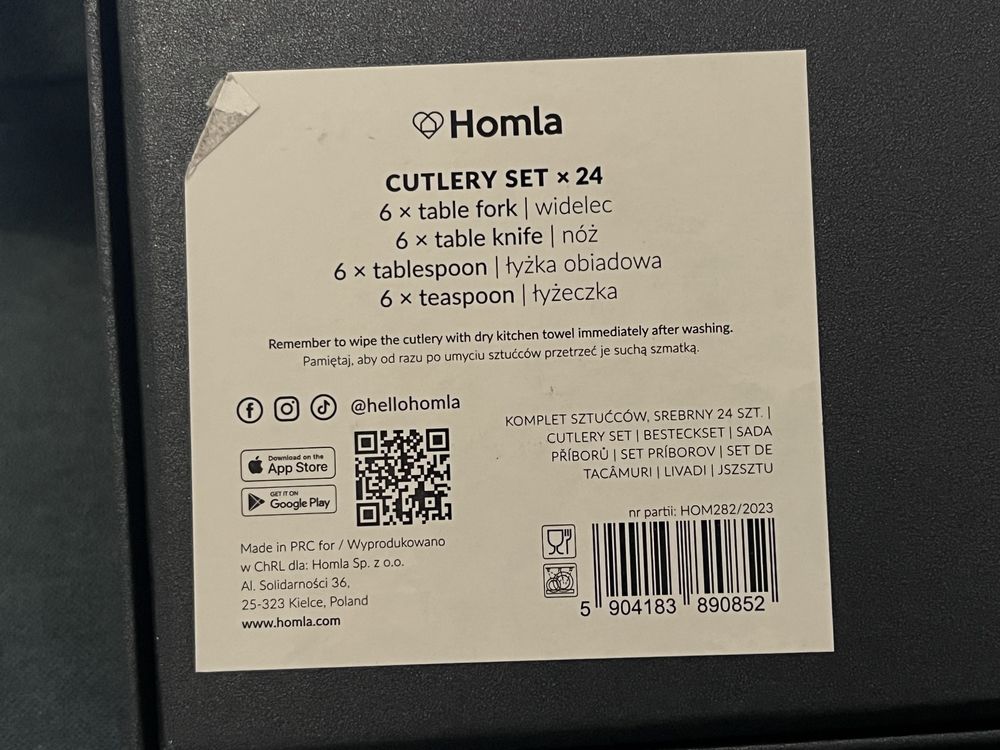 Homla
CUTLERY SET × 24
6 × table fork | widelec
6 × table knife | nóż
6 × tablespoon | łyżka obiadowa
6 × teaspoon | łyżeczka
Remember to wipe the cutlery with dry kitchen towel immediately after washing.
Pamiętaj, aby od razu po umyciu sztućców przetrzeć je suchą szmatką.
@hellohomla
Download on the
App Store
GET IT ON
Google Play
Made in PRC for / Wyprodukowano
w ChRL dla: Homla Sp. z o.o.
Al. Solidarności 36,
25-323 Kielce, Poland
www.homla.com
KOMPLET SZTUĆCÓW, SREBRNY 24 SZT. |
CUTLERY SET | BESTECKSET | SADA
PŘÍBORŮ | SET PRÍBOROV | SET DE
TACÂMURI | LIVADI | JSZSZTU
nr partii: HOM282/2023
5 904183 890852